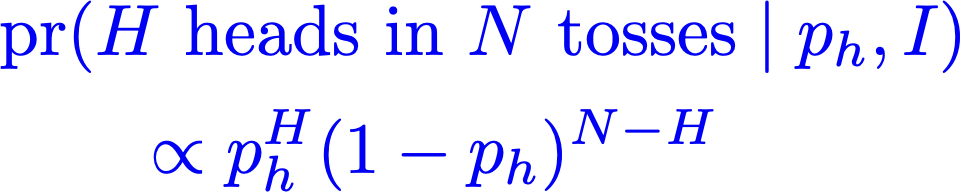 pr(H heads in N tosses | p_h, I)
∝ p_h^H (1 − p_h)^{N−H}